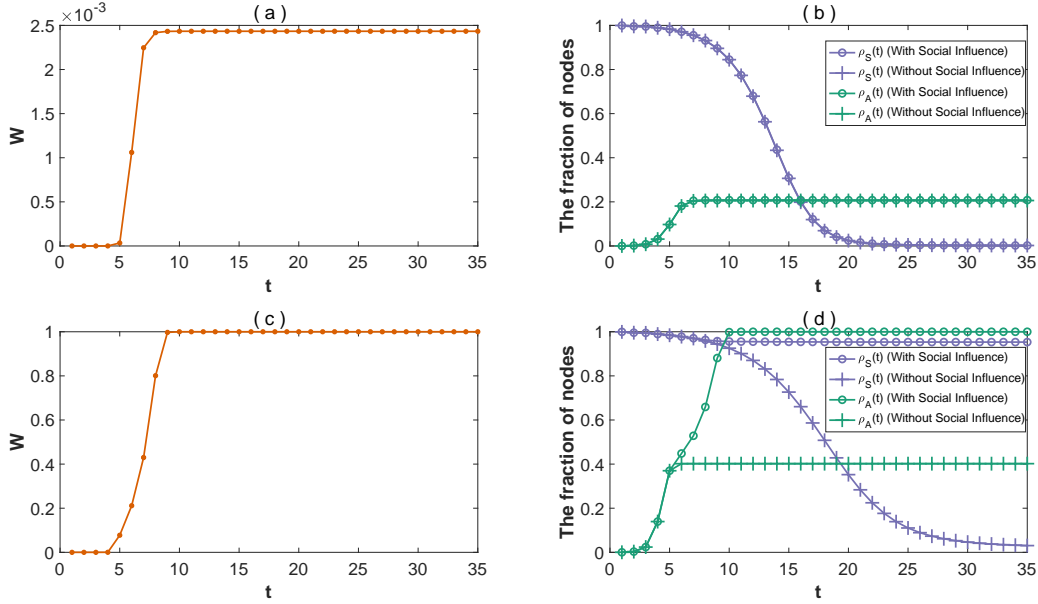 ( a )
×10⁻³
2.5
2
1.5
1
0.5
0
W
0 5 10 15 20 25 30 35
t
( b )
1
0.8
0.6
0.4
0.2
0
The fraction of nodes
ρS(t) (With Social Influence)
ρS(t) (Without Social Influence)
ρA(t) (With Social Influence)
ρA(t) (Without Social Influence)
0 5 10 15 20 25 30 35
t
( c )
1
0.8
0.6
0.4
0.2
0
W
0 5 10 15 20 25 30 35
t
( d )
1
0.8
0.6
0.4
0.2
0
The fraction of nodes
ρS(t) (With Social Influence)
ρS(t) (Without Social Influence)
ρA(t) (With Social Influence)
ρA(t) (Without Social Influence)
0 5 10 15 20 25 30 35
t